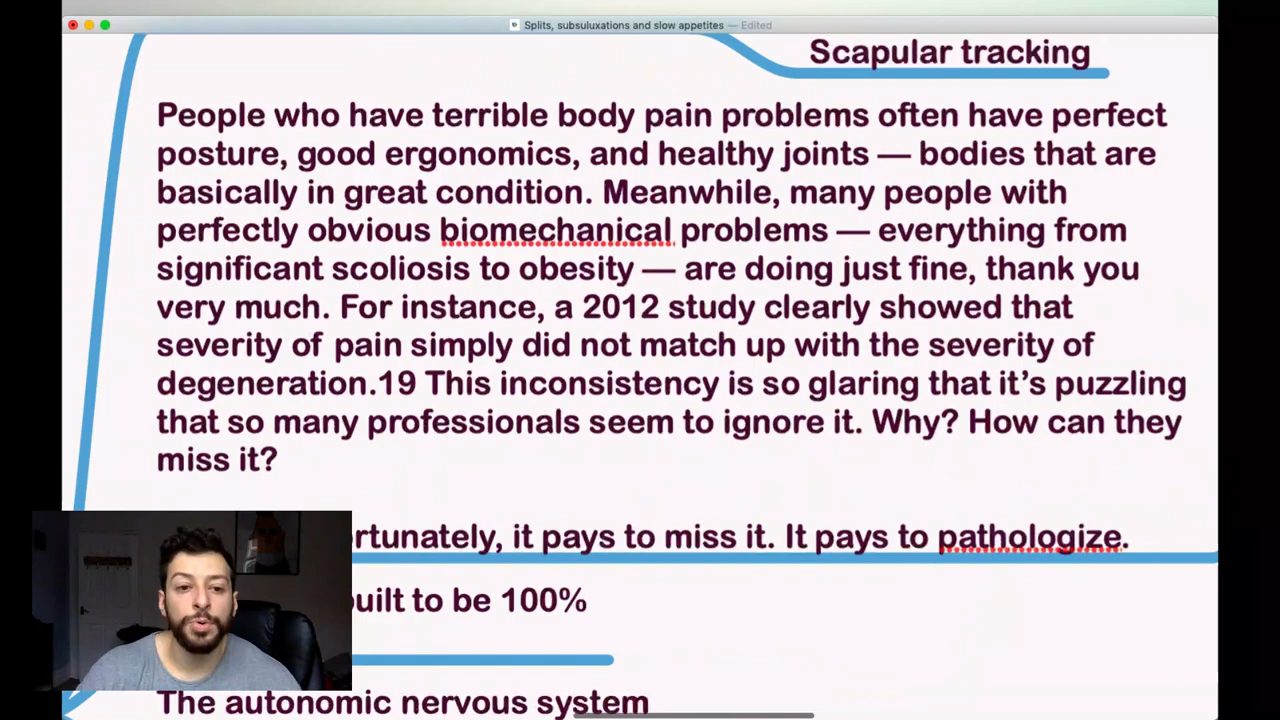 Splits, subsuluxations and slow appetites — Edited
Scapular tracking
People who have terrible body pain problems often have perfect
posture, good ergonomics, and healthy joints — bodies that are
basically in great condition. Meanwhile, many people with
perfectly obvious biomechanical problems — everything from
significant scoliosis to obesity — are doing just fine, thank you
very much. For instance, a 2012 study clearly showed that
severity of pain simply did not match up with the severity of
degeneration.19 This inconsistency is so glaring that it’s puzzling
that so many professionals seem to ignore it. Why? How can they
miss it?
it pays to miss it. It pays to pathologize.
to be 100%
The autonomic nervous system